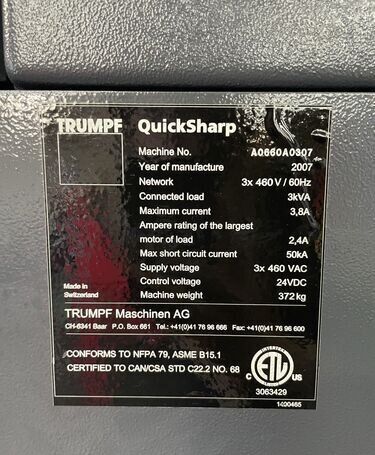 TRUMPF QuickSharp
Machine No. A0660A0307
Year of manufacture 2007
Network 3x 460 V / 60Hz
Connected load 3kVA
Maximum current 3,8A
Ampere rating of the largest
motor of load 2,4A
Max short circuit current 50kA
Supply voltage 3x 460 VAC
Control voltage 24VDC
Made in
Switzerland
Machine weight 372kg
TRUMPF Maschinen AG
CH-6341 Baar P.O. Box 661 Tel.: +41(0)41 76 96 666 Fax: +41(0)41 76 96 600
CONFORMS TO NFPA 79, ASME B15.1
CERTIFIED TO CAN/CSA STD C22.2 NO. 68
C ETL US
3063429
1400465